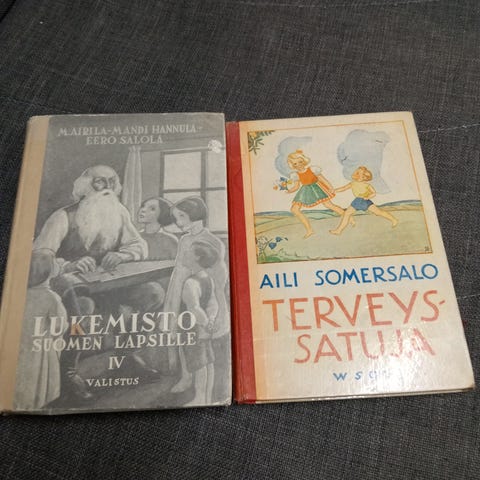 M. AIRILA-MANDI HANNULA-
EERO SALOLA
LUKEMISTO
SUOMEN LAPSILLE
IV
VALISTUS
AILI SOMERSALO
TERVEYS-
SATUJA
WSOY